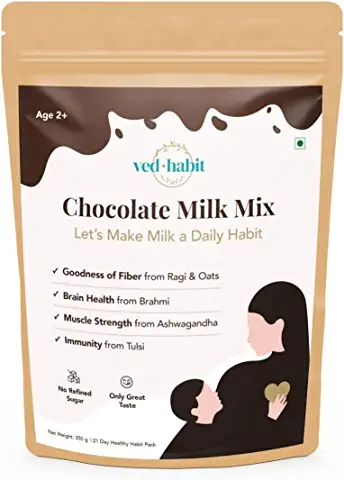 Age 2+
ved·habit
Chocolate Milk Mix
Let's Make Milk a Daily Habit
✓ Goodness of Fiber from Ragi & Oats
✓ Brain Health from Brahmi
✓ Muscle Strength from Ashwagandha
✓ Immunity from Tulsi
No Refined
Sugar
Only Great
Taste
Net Weight: 350 g | 21 Day Healthy Habit Pack